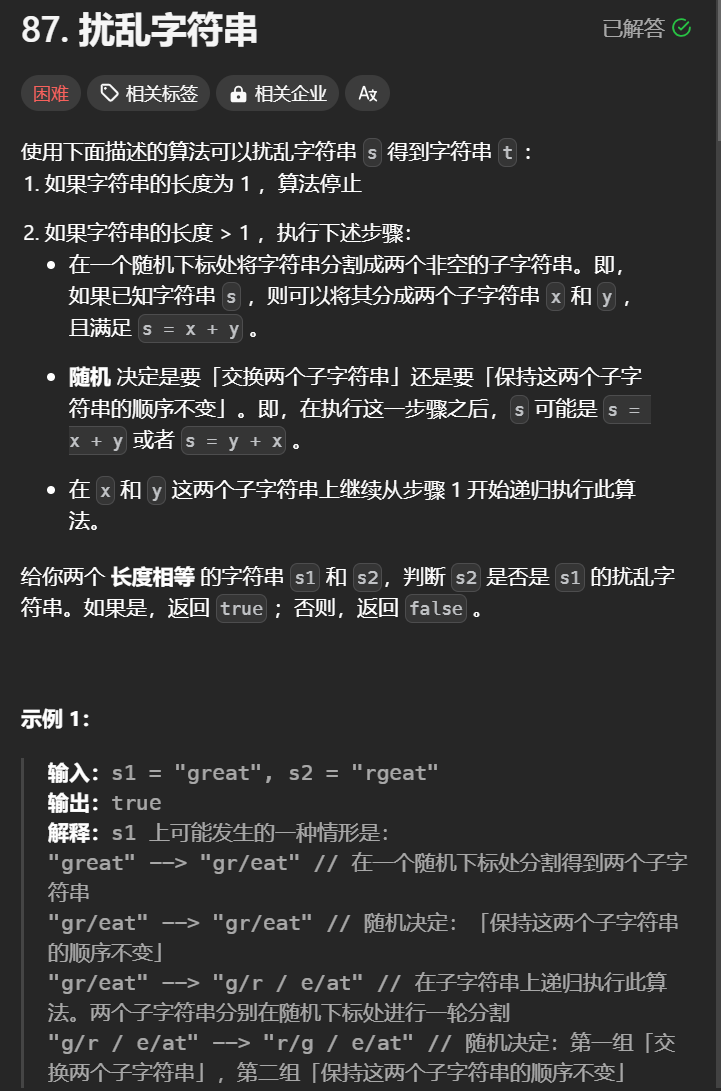 87. 扰乱字符串
已解答
困难
相关标签
相关企业
使用下面描述的算法可以扰乱字符串 s 得到字符串 t ：
1. 如果字符串的长度为 1 ，算法停止
2. 如果字符串的长度 > 1 ，执行下述步骤：
• 在一个随机下标处将字符串分割成两个非空的子字符串。即，
如果已知字符串 s ，则可以将其分成两个子字符串 x 和 y ，
且满足 s = x + y 。
• 随机 决定是要「交换两个子字符串」还是要「保持这两个子字
符串的顺序不变」。即，在执行这一步骤之后，s 可能是 s =
x + y 或者 s = y + x 。
• 在 x 和 y 这两个子字符串上继续从步骤 1 开始递归执行此算
法。
给你两个 长度相等 的字符串 s1 和 s2，判断 s2 是否是 s1 的扰乱字
符串。如果是，返回 true ；否则，返回 false 。
示例 1：
输入：s1 = "great", s2 = "rgeat"
输出：true
解释：s1 上可能发生的一种情形是：
"great" --> "gr/eat" // 在一个随机下标处分割得到两个子字
符串
"gr/eat" --> "gr/eat" // 随机决定：「保持这两个子字符串
的顺序不变」
"gr/eat" --> "g/r / e/at" // 在子字符串上递归执行此算
法。两个子字符串分别在随机下标处进行一轮分割
"g/r / e/at" --> "r/g / e/at" // 随机决定：第一组「交
换两个子字符串」，第二组「保持这两个子字符串的顺序不变」